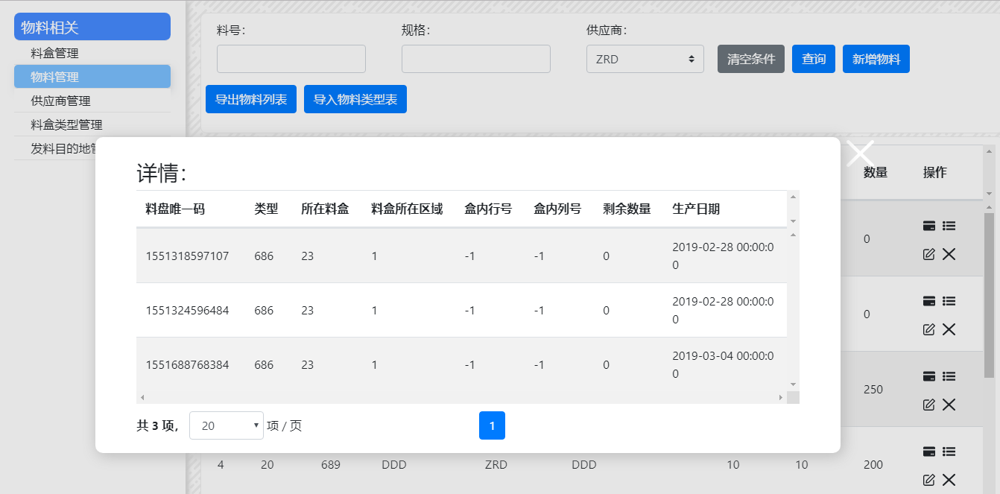 物料相关
料盒管理
物料管理
供应商管理
料盒类型管理
发料目的地管
料号：
规格：
供应商：
ZRD
清空条件
查询
新增物料
导出物料列表
导入物料类型表
数量
操作
详情：
料盘唯一码 类型 所在料盒 料盒所在区域 盒内行号 盒内列号 剩余数量 生产日期
1551318597107 686 23 1 -1 -1 0 2019-02-28 00:00:0
0
1551324596484 686 23 1 -1 -1 0 2019-02-28 00:00:0
0
1551688768384 686 23 1 -1 -1 0 2019-03-04 00:00:0
0
共 3 项， 20 项 / 页 1
0
0
250
4 20 689 DDD ZRD DDD 10 10 200